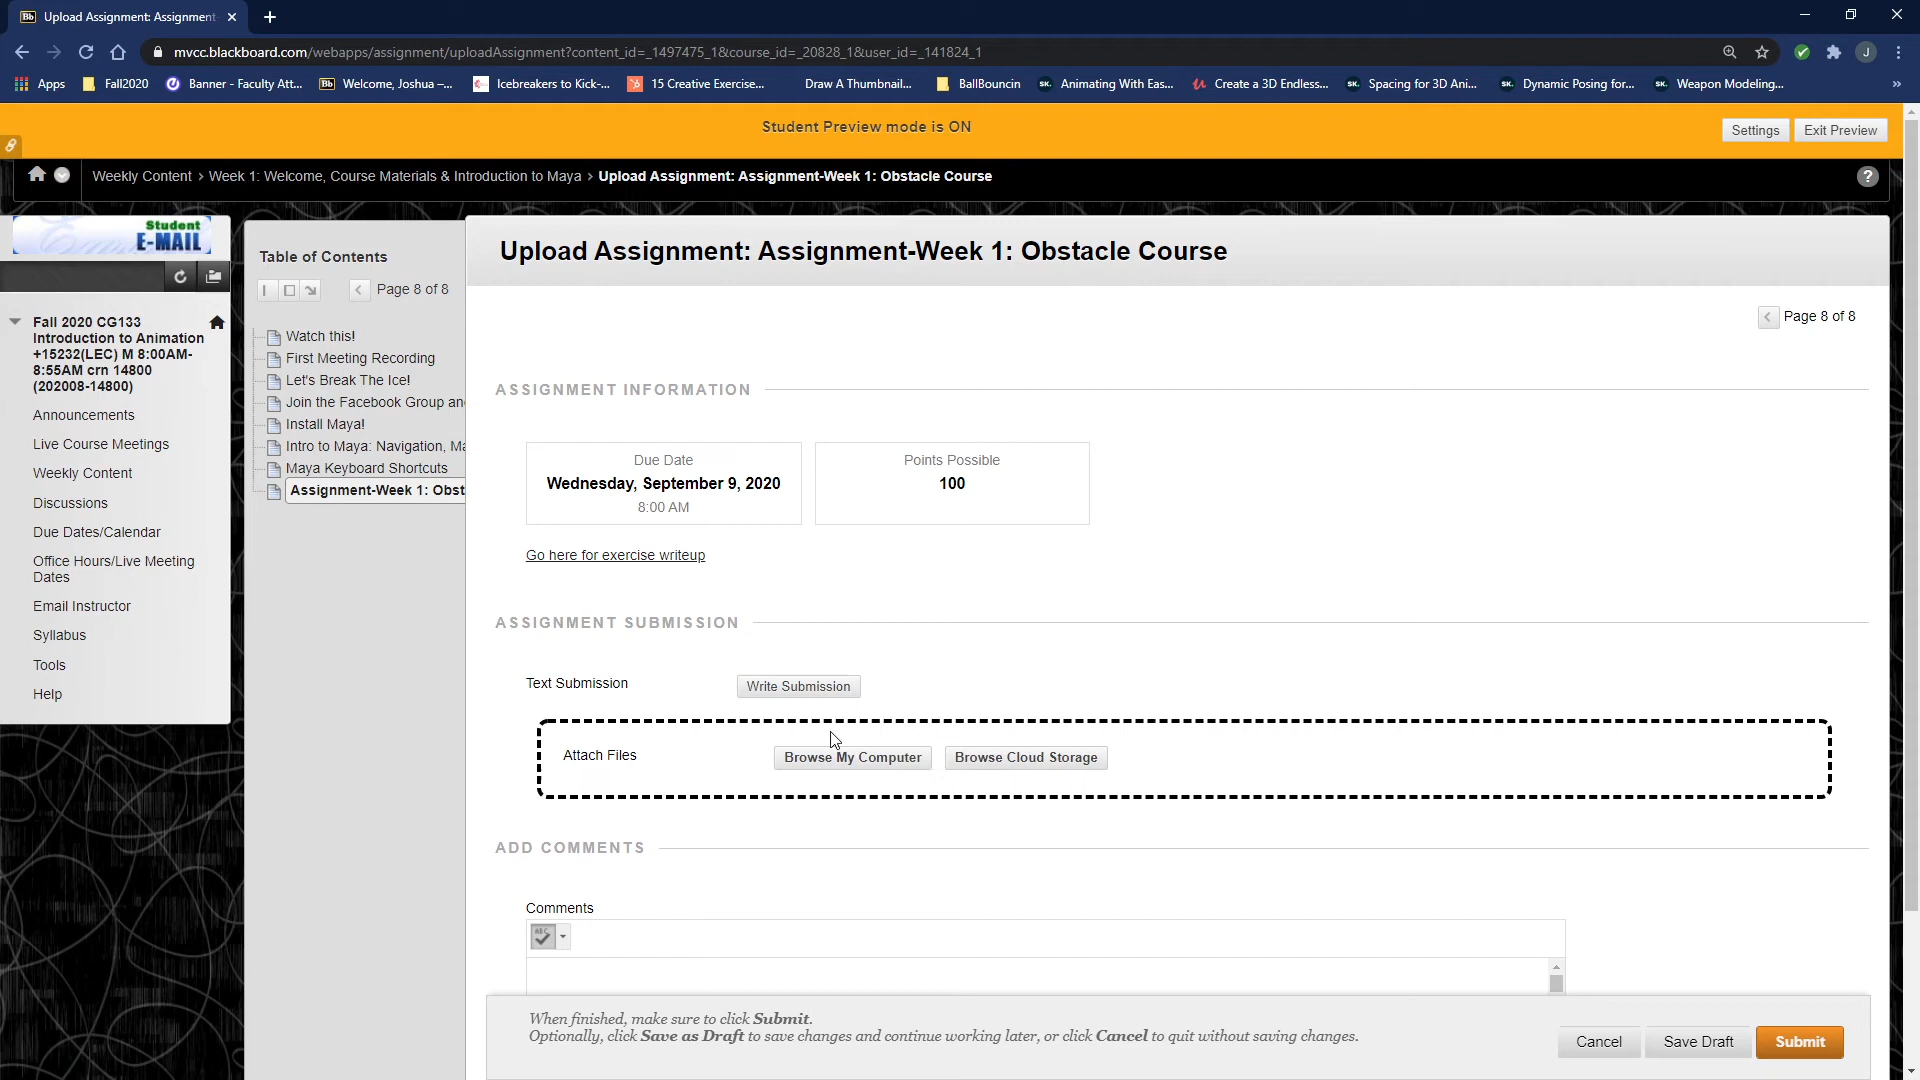 Upload Assignment: Assignment
mvcc.blackboard.com/webapps/assignment/uploadAssignment?content_id=_1497475_1&course_id=_20828_1&user_id=_141824_1
J
Apps
Fall2020
Banner - Faculty Att...
Welcome, Joshua –...
Icebreakers to Kick-...
15 Creative Exercise...
Draw A Thumbnail...
BallBouncin
Animating With Eas...
Create a 3D Endless...
Spacing for 3D Ani...
Dynamic Posing for...
Weapon Modeling...
Student Preview mode is ON
Settings
Exit Preview
Weekly Content > Week 1: Welcome, Course Materials & Introduction to Maya > Upload Assignment: Assignment-Week 1: Obstacle Course
?
Student
E-MAIL
Fall 2020 CG133
Introduction to Animation
+15232(LEC) M 8:00AM-
8:55AM crn 14800
(202008-14800)
Announcements
Live Course Meetings
Weekly Content
Discussions
Due Dates/Calendar
Office Hours/Live Meeting
Dates
Email Instructor
Syllabus
Tools
Help
Table of Contents
Page 8 of 8
Watch this!
First Meeting Recording
Let's Break The Ice!
Join the Facebook Group an
Install Maya!
Intro to Maya: Navigation, Ma
Maya Keyboard Shortcuts
Assignment-Week 1: Obst
Upload Assignment: Assignment-Week 1: Obstacle Course
Page 8 of 8
ASSIGNMENT INFORMATION
Due Date
Wednesday, September 9, 2020
8:00 AM
Points Possible
100
Go here for exercise writeup
ASSIGNMENT SUBMISSION
Text Submission
Write Submission
Attach Files
Browse My Computer
Browse Cloud Storage
ADD COMMENTS
Comments
ABC
When finished, make sure to click Submit.
Optionally, click Save as Draft to save changes and continue working later, or click Cancel to quit without saving changes.
Cancel
Save Draft
Submit